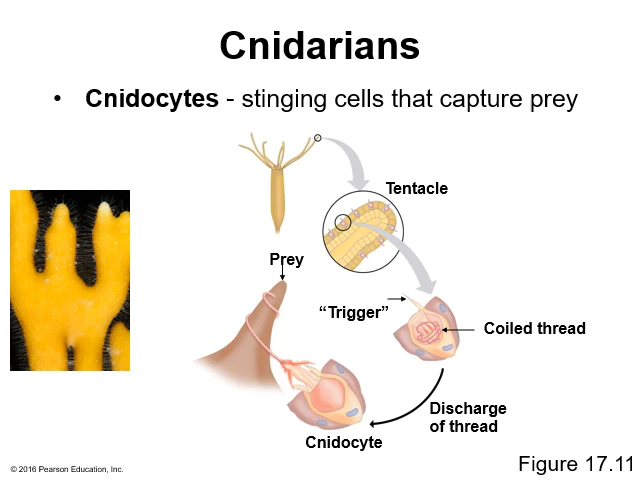 Cnidarians
• Cnidocytes - stinging cells that capture prey
Tentacle
Prey
“Trigger”
Coiled thread
Discharge
of thread
Cnidocyte
© 2016 Pearson Education, Inc.
Figure 17.11